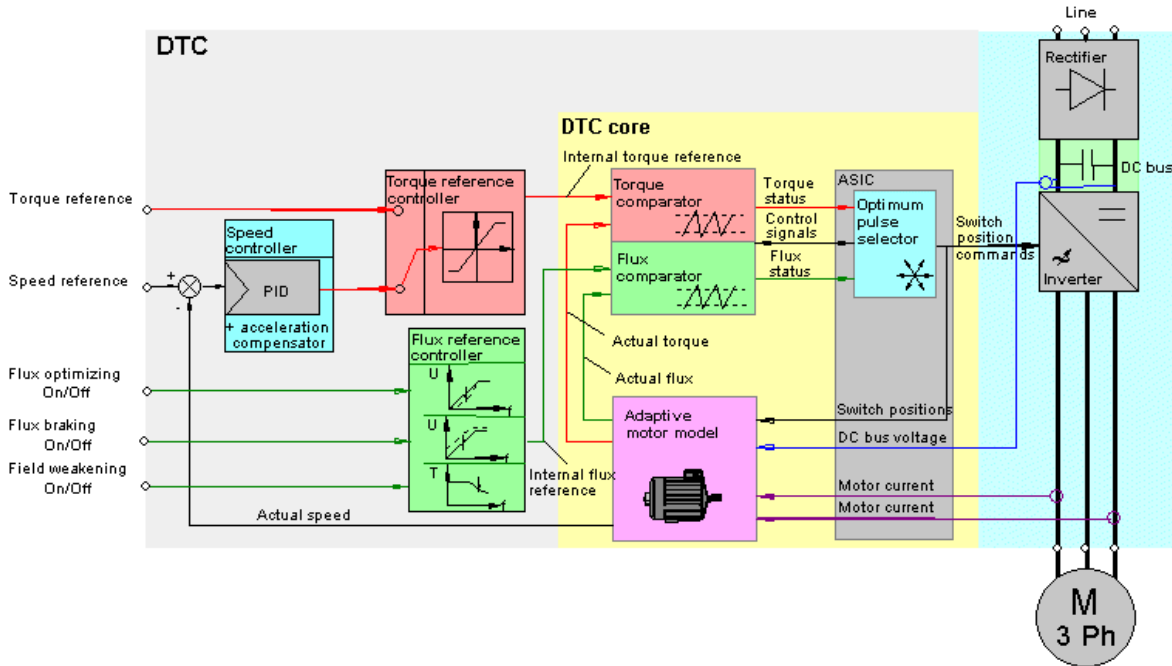 Line
DTC
Rectifier
DC bus
DTC core
Internal torque reference
Torque reference
Torque reference
controller
Torque
comparator
Torque
status
ASIC
Optimum
pulse
selector
Control
signals
Switch
position
commands
Speed
controller
PID
+ acceleration
compensator
Speed reference
+
-
Flux
comparator
Flux
status
Inverter
Flux reference
controller
U
f
U
f
T
f
Actual torque
Actual flux
Flux optimizing
On/Off
Flux braking
On/Off
Field weakening
On/Off
Adaptive
motor model
Switch positions
DC bus voltage
Internal flux
reference
Motor current
Motor current
Actual speed
M
3 Ph